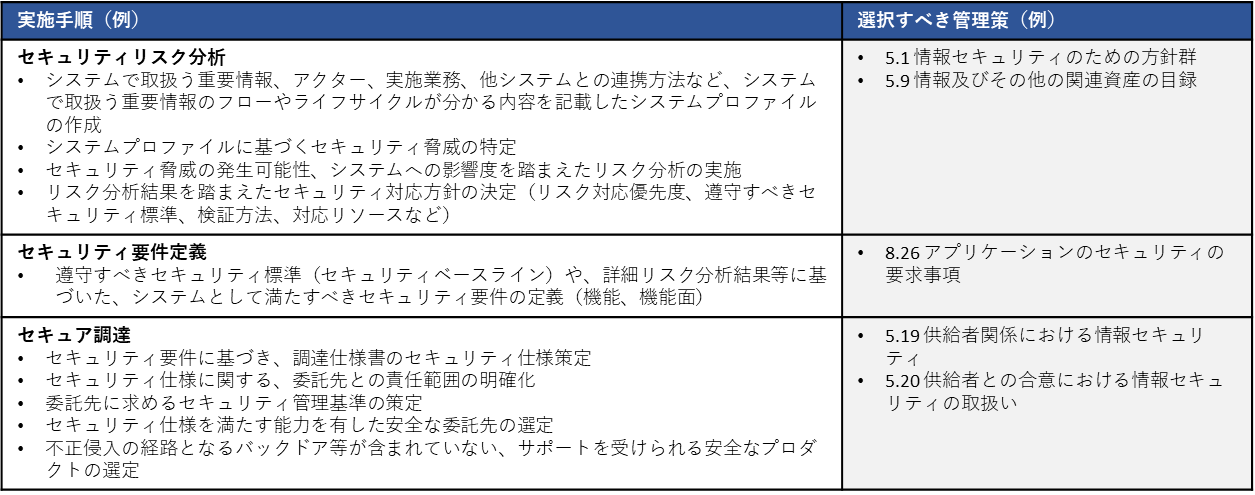 実施手順（例）
選択すべき管理策（例）
セキュリティリスク分析
• システムで取扱う重要情報、アクター、実施業務、他システムとの連携方法など、システム
で取扱う重要情報のフローやライフサイクルが分かる内容を記載したシステムプロファイル
の作成
• システムプロファイルに基づくセキュリティ脅威の特定
• セキュリティ脅威の発生可能性、システムへの影響度を踏まえたリスク分析の実施
• リスク分析結果を踏まえたセキュリティ対応方針の決定（リスク対応優先度、遵守すべきセ
キュリティ標準、検証方法、対応リソースなど）
• 5.1 情報セキュリティのための方針群
• 5.9 情報及びその他の関連資産の目録
セキュリティ要件定義
• 遵守すべきセキュリティ標準（セキュリティベースライン）や、詳細リスク分析結果等に基
づいた、システムとして満たすべきセキュリティ要件の定義（機能、機能面）
• 8.26 アプリケーションのセキュリティの
要求事項
セキュア調達
• セキュリティ要件に基づき、調達仕様書のセキュリティ仕様策定
• セキュリティ仕様に関する、委託先との責任範囲の明確化
• 委託先に求めるセキュリティ管理基準の策定
• セキュリティ仕様を満たす能力を有した安全な委託先の選定
• 不正侵入の経路となるバックドア等が含まれていない、サポートを受けられる安全なプロダ
クトの選定
• 5.19 供給者関係における情報セキュリ
ティ
• 5.20 供給者との合意における情報セキュ
リティの取扱い